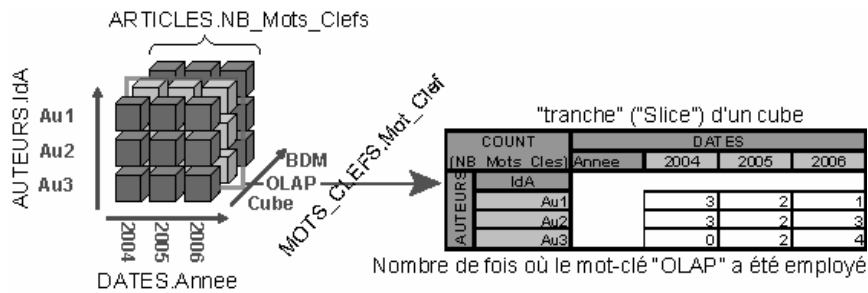 ARTICLES.NB_Mots_Clefs
AUTEURS.IdA
Au1
Au2
Au3
2004
2005
2006
DATES.Annee
BDM
OLAP
Cube
MOTS_CLEFS.Mot_Clef
"tranche" ("Slice") d'un cube
COUNT DATES
(NB_Mots_Cles) Annee 2004 2005 2006
AUTEURS
IdA
Au1 3 2 1
Au2 3 2 3
Au3 0 2 4
Nombre de fois où le mot-clé "OLAP" a été employé